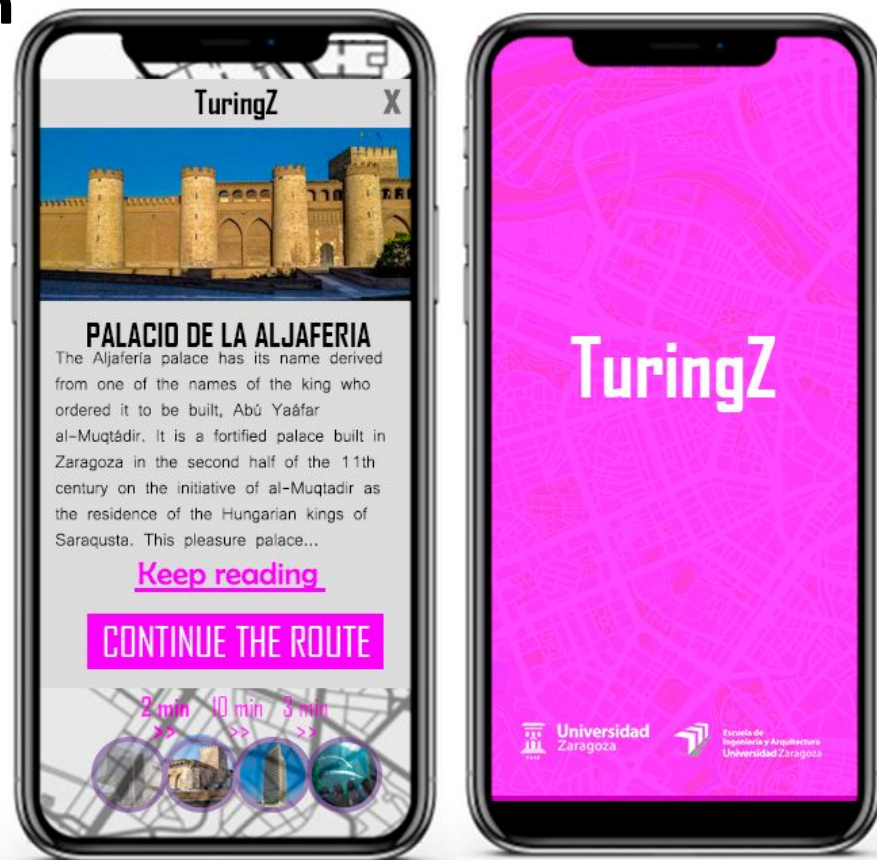 n
TuringZ X
PALACIO DE LA ALJAFERIA
The Aljafería palace has its name derived
from one of the names of the king who
ordered it to be built, Abú Yaáfar
al-Muqtádir. It is a fortified palace built in
Zaragoza in the second half of the 11th
century on the initiative of al-Muqtadir as
the residence of the Hungarian kings of
Saraqusta. This pleasure palace...
Keep reading
CONTINUE THE ROUTE
2 min 10 min 3 min
>> >> >>
TuringZ
Universidad
Zaragoza
1542
Escuela de
Ingeniería y Arquitectura
Universidad Zaragoza